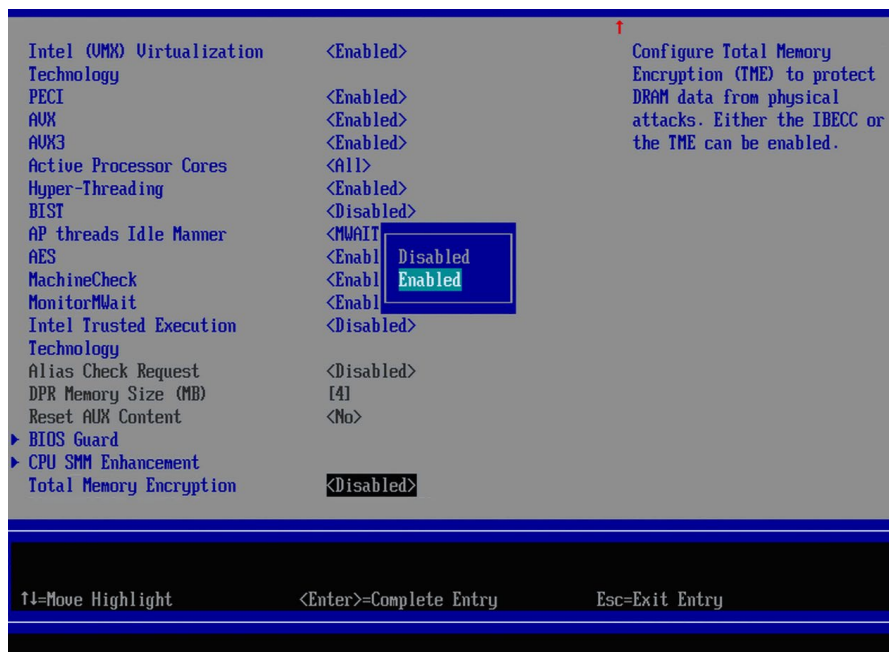 ↑
Intel (VMX) Virtualization <Enabled> Configure Total Memory
Technology Encryption (TME) to protect
PECI <Enabled> DRAM data from physical
AVX <Enabled> attacks. Either the IBECC or
AVX3 <Enabled> the TME can be enabled.
Active Processor Cores <All>
Hyper-Threading <Enabled>
BIST <Disabled>
AP threads Idle Manner <MWAIT
Disabled
AES <Enabl
MachineCheck <Enabl Enabled
MonitorMWait <Enabl
Intel Trusted Execution <Disabled>
Technology
Alias Check Request <Disabled>
DPR Memory Size (MB) [4]
Reset AUX Content <No>
BIOS Guard
CPU SMM Enhancement
Total Memory Encryption <Disabled>
↑↓=Move Highlight <Enter>=Complete Entry Esc=Exit Entry